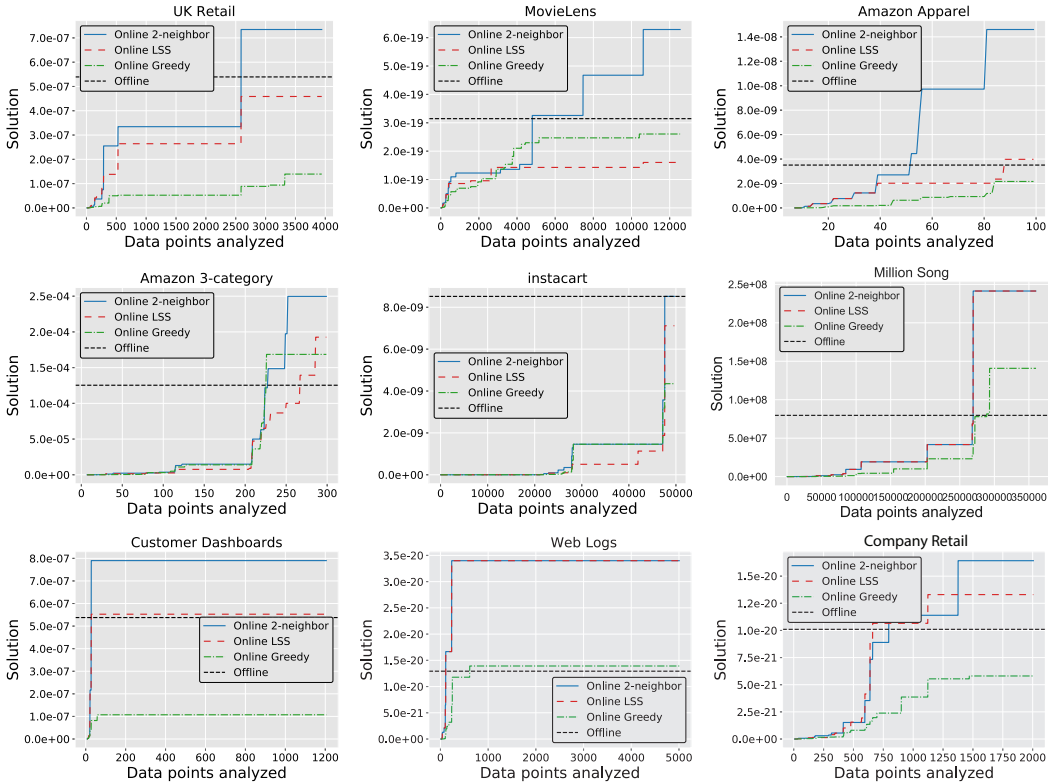 UK Retail
7.0e-07
6.0e-07
5.0e-07
4.0e-07
3.0e-07
2.0e-07
1.0e-07
0.0e+00
Solution
Online 2-neighbor
Online LSS
Online Greedy
Offline
0 500 1000 1500 2000 2500 3000 3500 4000
Data points analyzed
MovieLens
6.0e-19
5.0e-19
4.0e-19
3.0e-19
2.0e-19
1.0e-19
0.0e+00
Solution
Online 2-neighbor
Online LSS
Online Greedy
Offline
0 2000 4000 6000 8000 10000 12000
Data points analyzed
Amazon Apparel
1.4e-08
1.2e-08
1.0e-08
8.0e-09
6.0e-09
4.0e-09
2.0e-09
0.0e+00
Solution
Online 2-neighbor
Online LSS
Online Greedy
Offline
20 40 60 80 100
Data points analyzed
Amazon 3-category
2.5e-04
2.0e-04
1.5e-04
1.0e-04
5.0e-05
0.0e+00
Solution
Online 2-neighbor
Online LSS
Online Greedy
Offline
0 50 100 150 200 250 300
Data points analyzed
instacart
8.0e-09
6.0e-09
4.0e-09
2.0e-09
0.0e+00
Solution
Online 2-neighbor
Online LSS
Online Greedy
Offline
0 10000 20000 30000 40000 50000
Data points analyzed
Million Song
2.5e+08
2.0e+08
1.5e+08
1.0e+08
5.0e+07
0.0e+00
Solution
Online 2-neighbor
Online LSS
Online Greedy
Offline
0 50000 100000 150000 200000 250000 300000 350000
Data points analyzed
Customer Dashboards
8.0e-07
7.0e-07
6.0e-07
5.0e-07
4.0e-07
3.0e-07
2.0e-07
1.0e-07
0.0e+00
Solution
Online 2-neighbor
Online LSS
Online Greedy
Offline
0 200 400 600 800 1000 1200
Data points analyzed
Web Logs
3.5e-20
3.0e-20
2.5e-20
2.0e-20
1.5e-20
1.0e-20
5.0e-21
0.0e+00
Solution
Online 2-neighbor
Online LSS
Online Greedy
Offline
0 1000 2000 3000 4000 5000
Data points analyzed
Company Retail
1.5e-20
1.2e-20
1.0e-20
7.5e-21
5.0e-21
2.5e-21
0.0e+00
Solution
Online 2-neighbor
Online LSS
Online Greedy
Offline
0 250 500 750 1000 1250 1500 1750 2000
Data points analyzed